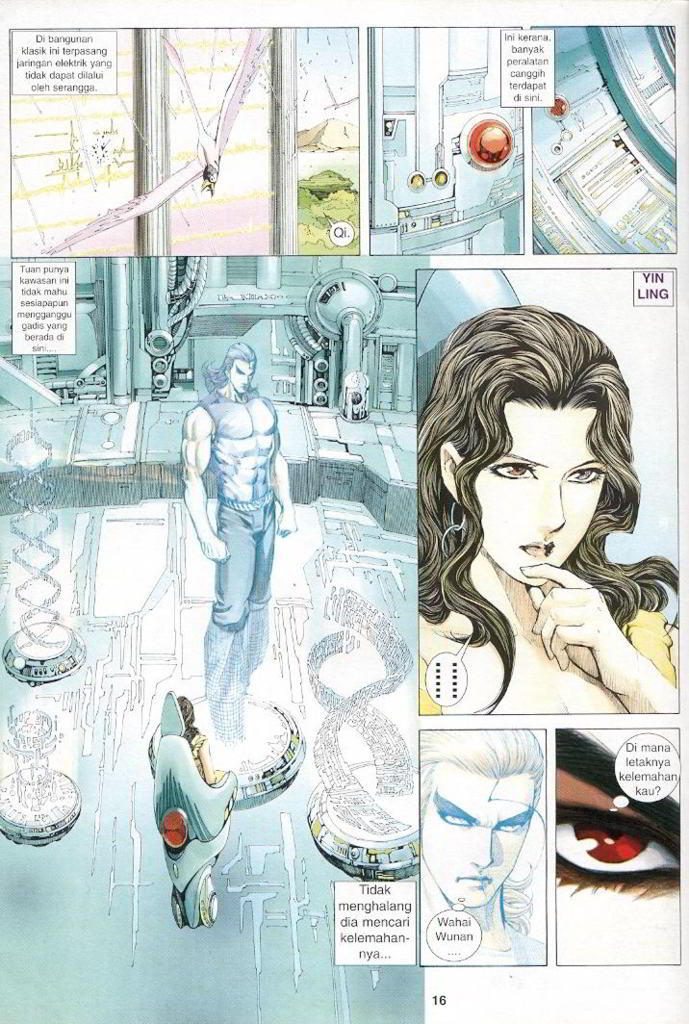 Di bangunan
klasik ini terpasang
jaringan elektrik yang
tidak dapat dilalui
oleh serangga.
Qi.
Ini kerana,
banyak
peralatan
canggih
terdapat
di sini.
Tuan punya
kawasan ini
tidak mahu
sesiapapun
mengganggu
gadis yang
berada di
sini....
YIN
LING
......
Tidak
menghalang
dia mencari
kelemahan-
nya...
Wahai
Wunan
....
Di mana
letaknya
kelemahan
kau?
16